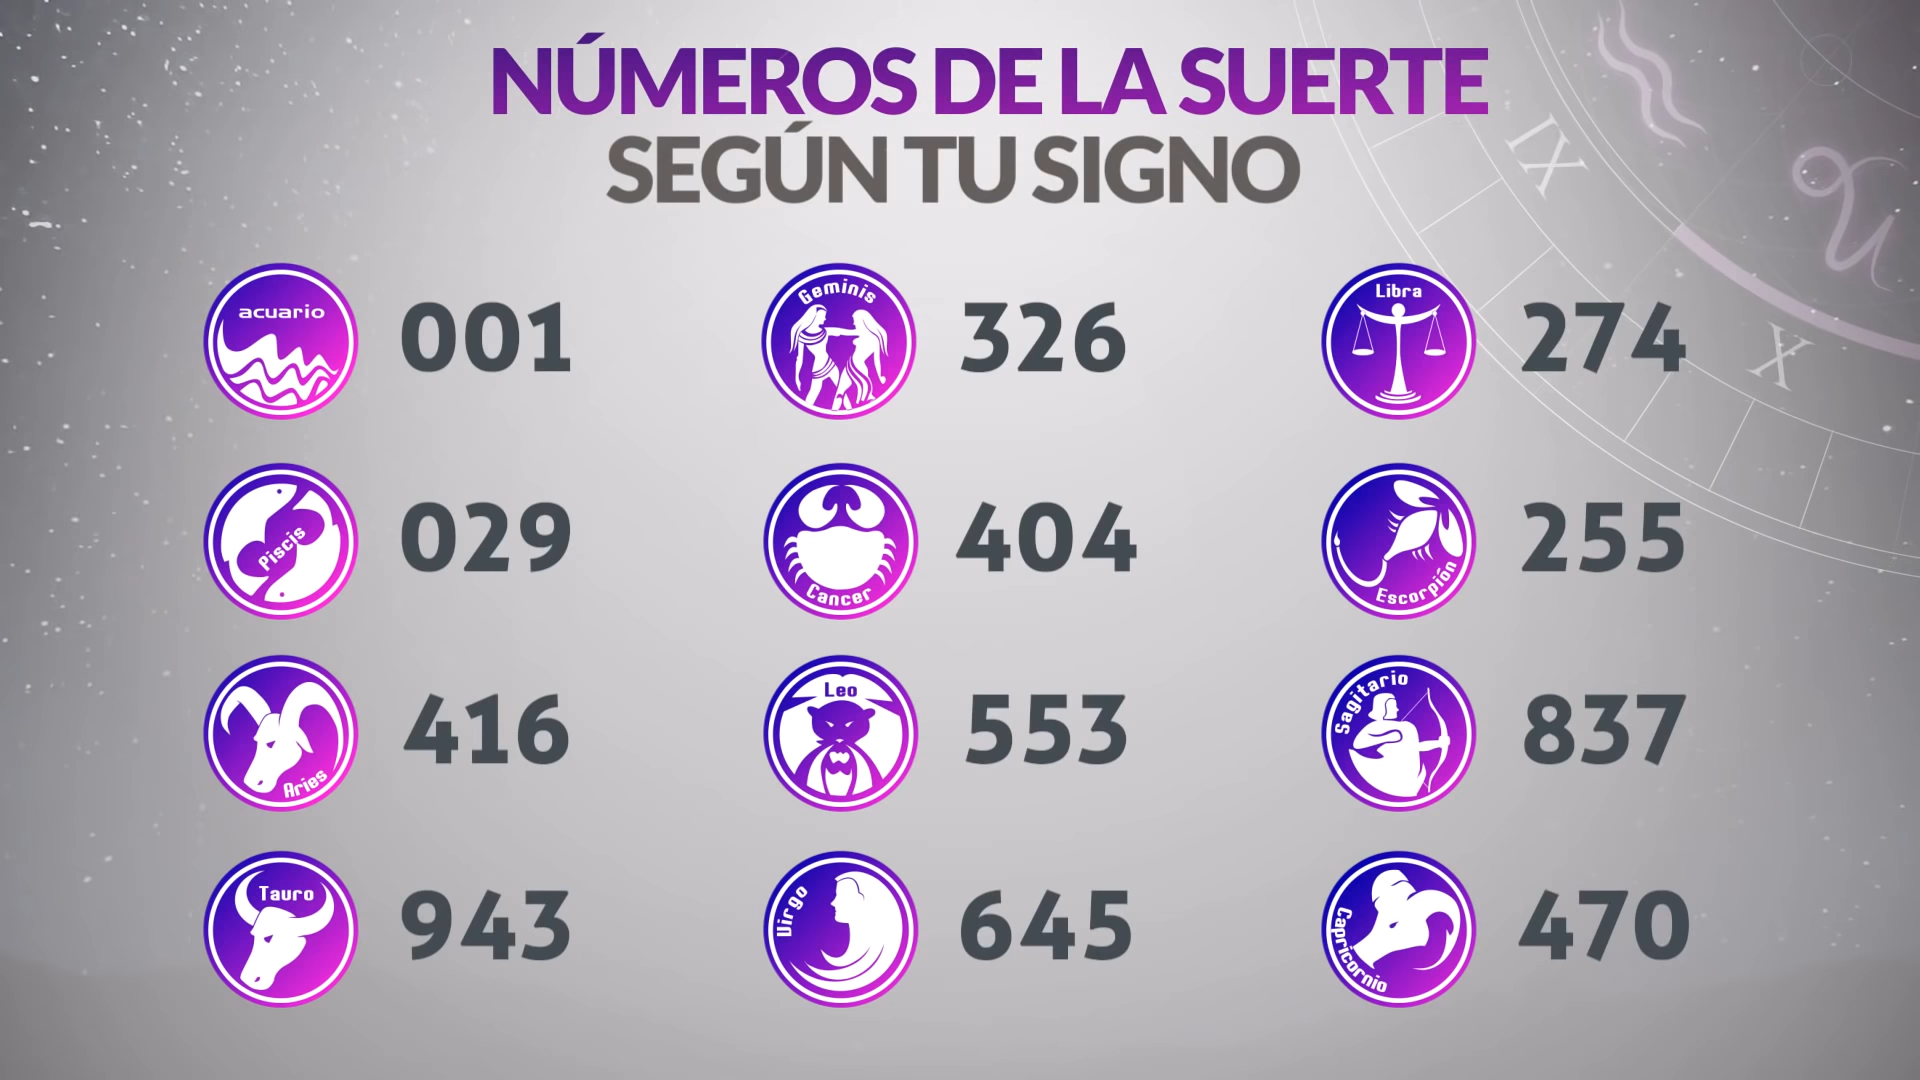 NÚMEROS DE LA SUERTE
SEGÚN TU SIGNO
IX
X
acuario 001
Geminis 326
Libra 274
Piscis 029
Cancer 404
Escorpión 255
Aries 416
Leo 553
Sagitario 837
Tauro 943
Virgo 645
Capricornio 470